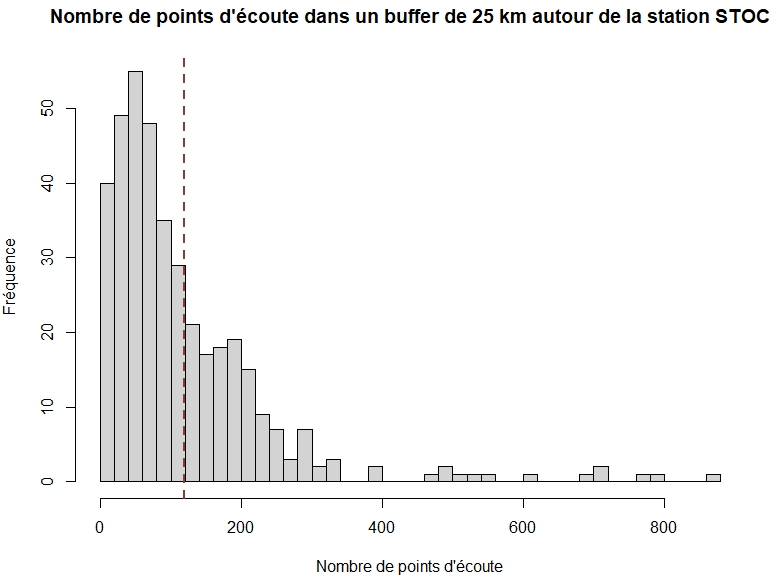 Nombre de points d'écoute dans un buffer de 25 km autour de la station STOC
50
40
30
20
10
0
Fréquence
0 200 400 600 800
Nombre de points d'écoute